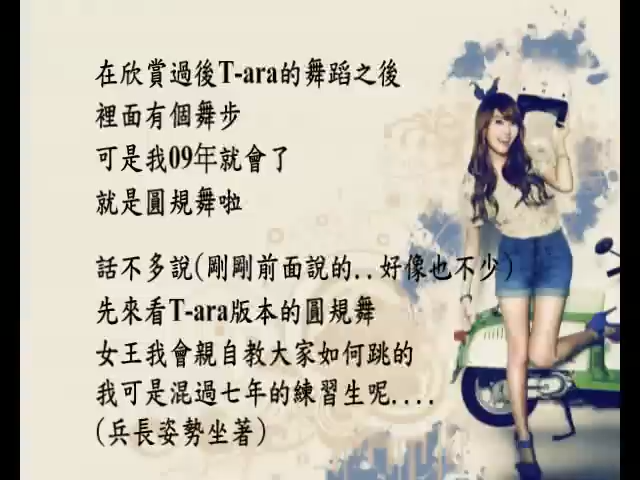 在欣賞過後T-ara的舞蹈之後
裡面有個舞步
可是我09年就會了
就是圓規舞啦
話不多說(剛剛前面說的..好像也不少)
先來看T-ara版本的圓規舞
女王我會親自教大家如何跳的
我可是混過七年的練習生呢....
(兵長姿勢坐著)